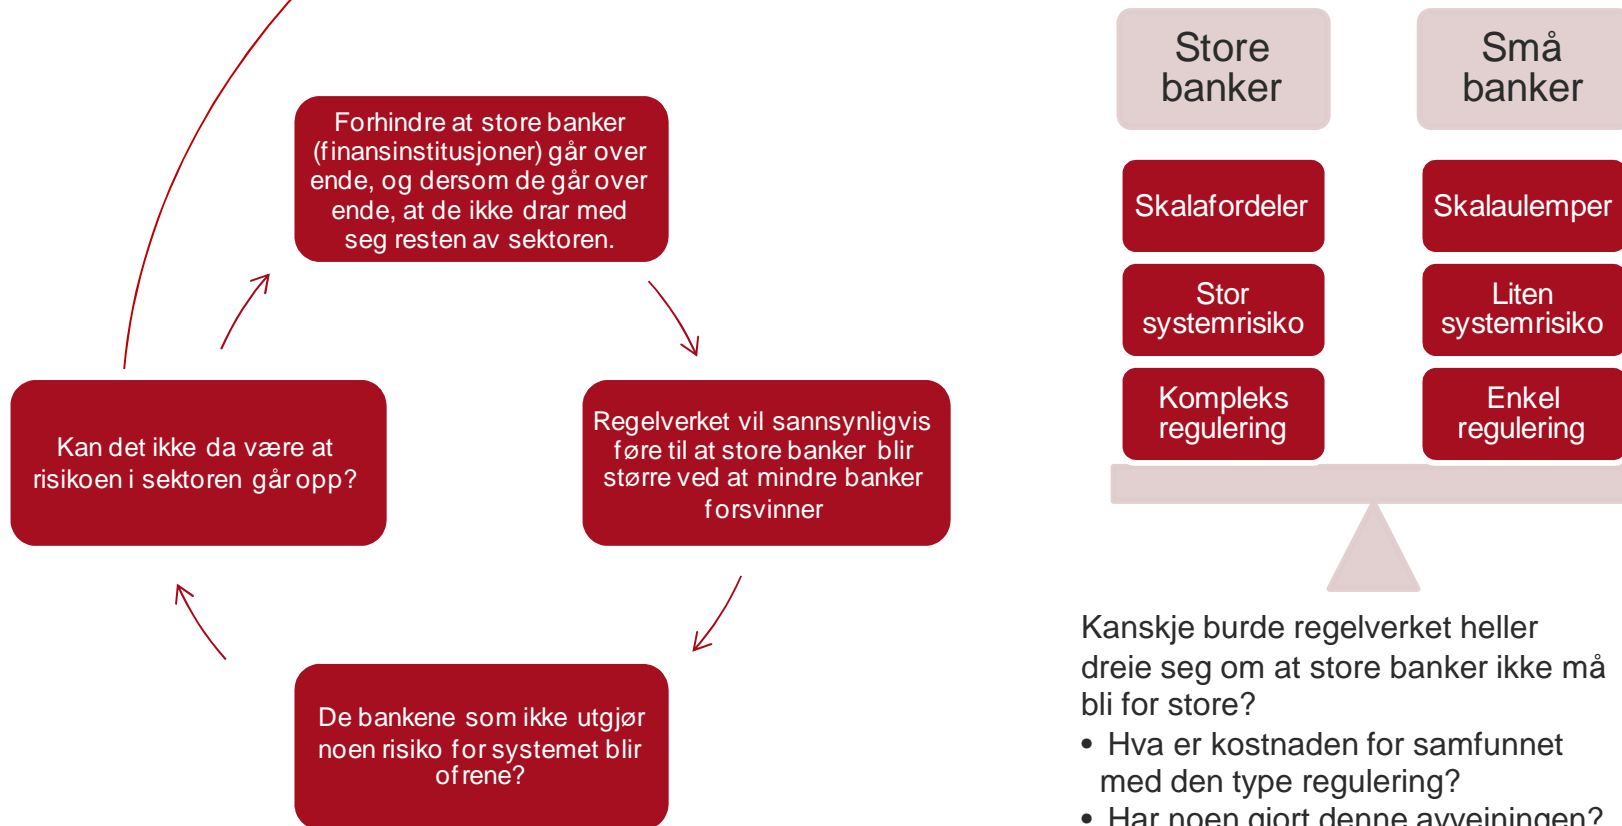 Forhindre at store banker
(finansinstitusjoner) går over
ende, og dersom de går over
ende, at de ikke drar med
seg resten av sektoren.
Regelverket vil sannsynligvis
føre til at store banker blir
større ved at mindre banker
forsvinner
De bankene som ikke utgjør
noen risiko for systemet blir
ofrene?
Kan det ikke da være at
risikoen i sektoren går opp?
Store
banker
Små
banker
Skalafordeler
Skalaulemper
Stor
systemrisiko
Liten
systemrisiko
Kompleks
regulering
Enkel
regulering
Kanskje burde regelverket heller
dreie seg om at store banker ikke må
bli for store?
• Hva er kostnaden for samfunnet
med den type regulering?
• Har noen gjort denne avveiningen?